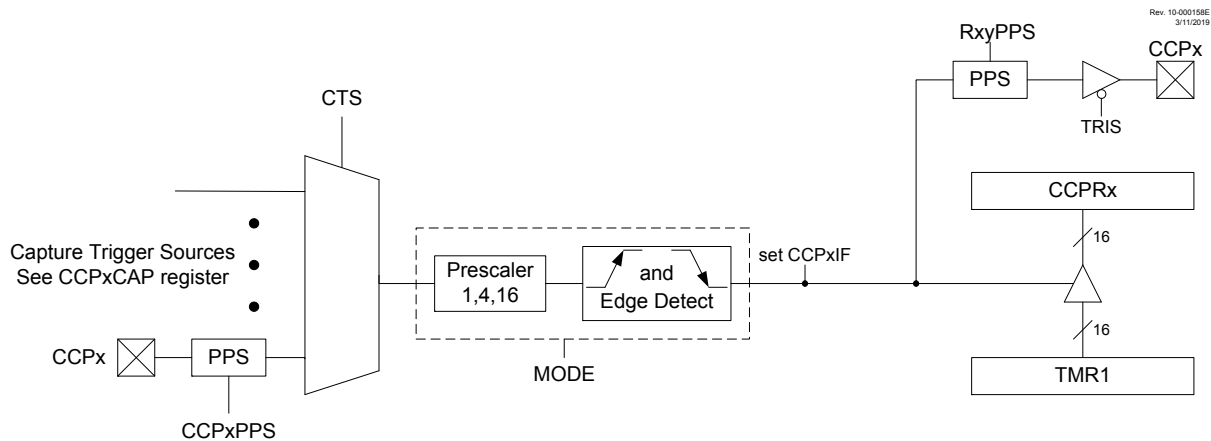 Rev. 10-000158E
3/11/2019
RxyPPS
CCPx
PPS
TRIS
CTS
CCPRx
16
Capture Trigger Sources
See CCPxCAP register
Prescaler
1,4,16
and
Edge Detect
set CCPxIF
MODE
16
TMR1
CCPx
PPS
CCPxPPS